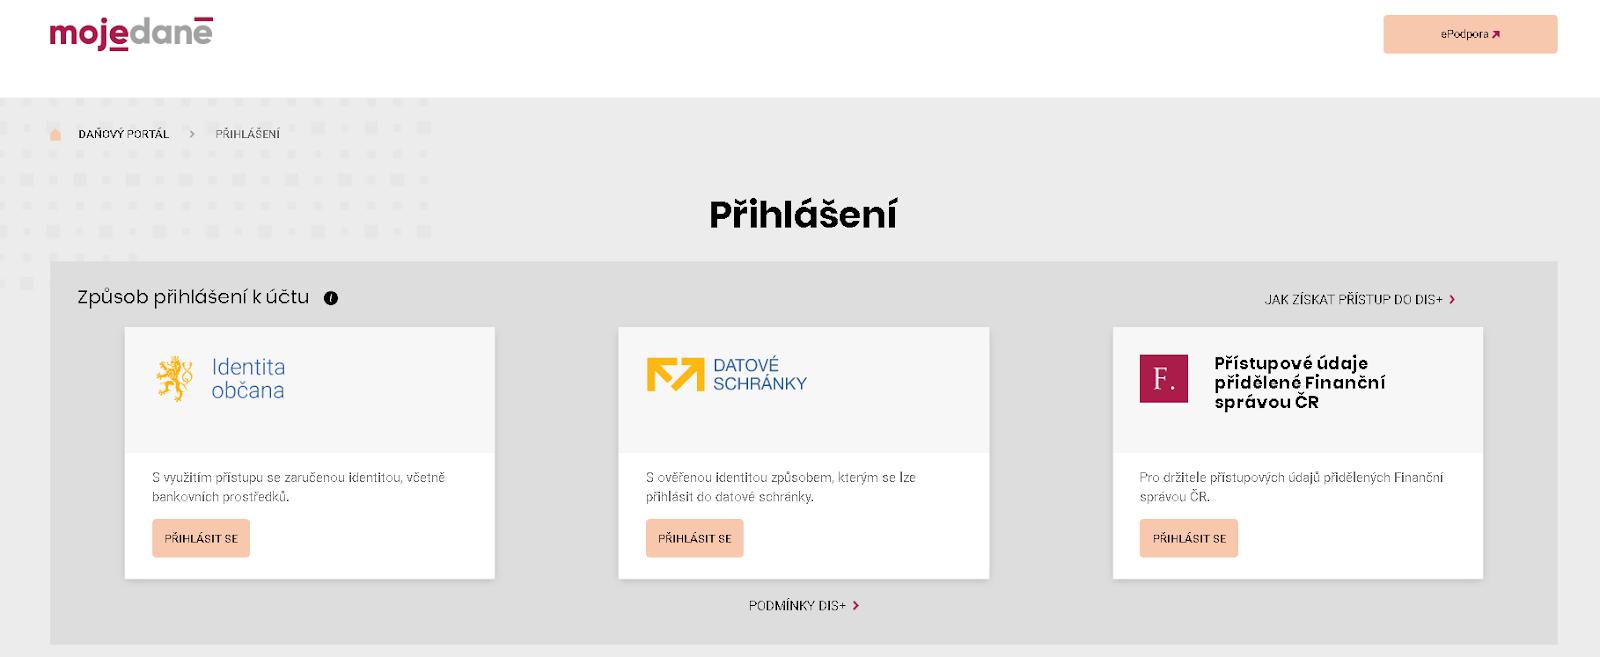 mojedaně
ePodpora
DAŇOVÝ PORTÁL > PŘIHLÁŠENÍ
Přihlášení
Způsob přihlášení k účtu i
JAK ZÍSKAT PŘÍSTUP DO DIS+ >
Identita
občana
S využitím přístupu se zaručenou identitou, včetně
bankovních prostředků.
PŘIHLÁSIT SE
DATOVÉ
SCHRÁNKY
S ověřenou identitou způsobem, kterým se lze
přihlásit do datové schránky.
PŘIHLÁSIT SE
F.
Přístupové údaje
přidělené Finanční
správou ČR
Pro držitele přístupových údajů přidělených Finanční
správou ČR.
PŘIHLÁSIT SE
PODMÍNKY DIS+ >